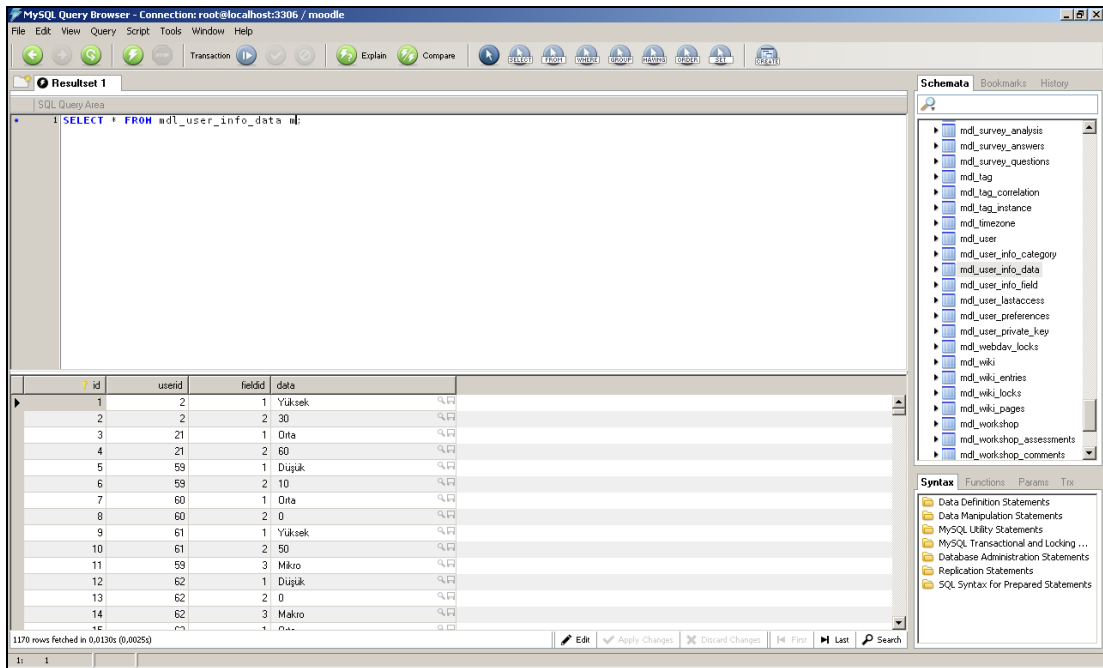 MySQL Query Browser - Connection: root@localhost:3306 / moodle
File Edit View Query Script Tools Window Help
Transaction Explain Compare SELECT FROM WHERE GROUP HAVING ORDER SET CREATE
Resultset 1
SQL Query Area
1 SELECT * FROM mdl_user_info_data m;
id userid fieldid data
1 2 1 Yüksek
2 2 2 30
3 21 1 Orta
4 21 2 60
5 59 1 Düşük
6 59 2 10
7 60 1 Orta
8 60 2 0
9 61 1 Yüksek
10 61 2 50
11 59 3 Mikro
12 62 1 Düşük
13 62 2 0
14 62 3 Makro
1170 rows fetched in 0,0130s (0,0025s)
Edit Apply Changes Discard Changes First Last Search
1: 1
Schemata Bookmarks History
mdl_survey_analysis
mdl_survey_answers
mdl_survey_questions
mdl_tag
mdl_tag_correlation
mdl_tag_instance
mdl_timezone
mdl_user
mdl_user_info_category
mdl_user_info_data
mdl_user_info_field
mdl_user_lastaccess
mdl_user_preferences
mdl_user_private_key
mdl_webdav_locks
mdl_wiki
mdl_wiki_entries
mdl_wiki_locks
mdl_wiki_pages
mdl_workshop
mdl_workshop_assessments
mdl_workshop_comments
Syntax Functions Params Trx
Data Definition Statements
Data Manipulation Statements
MySQL Utility Statements
MySQL Transactional and Locking ...
Database Administration Statements
Replication Statements
SQL Syntax for Prepared Statements